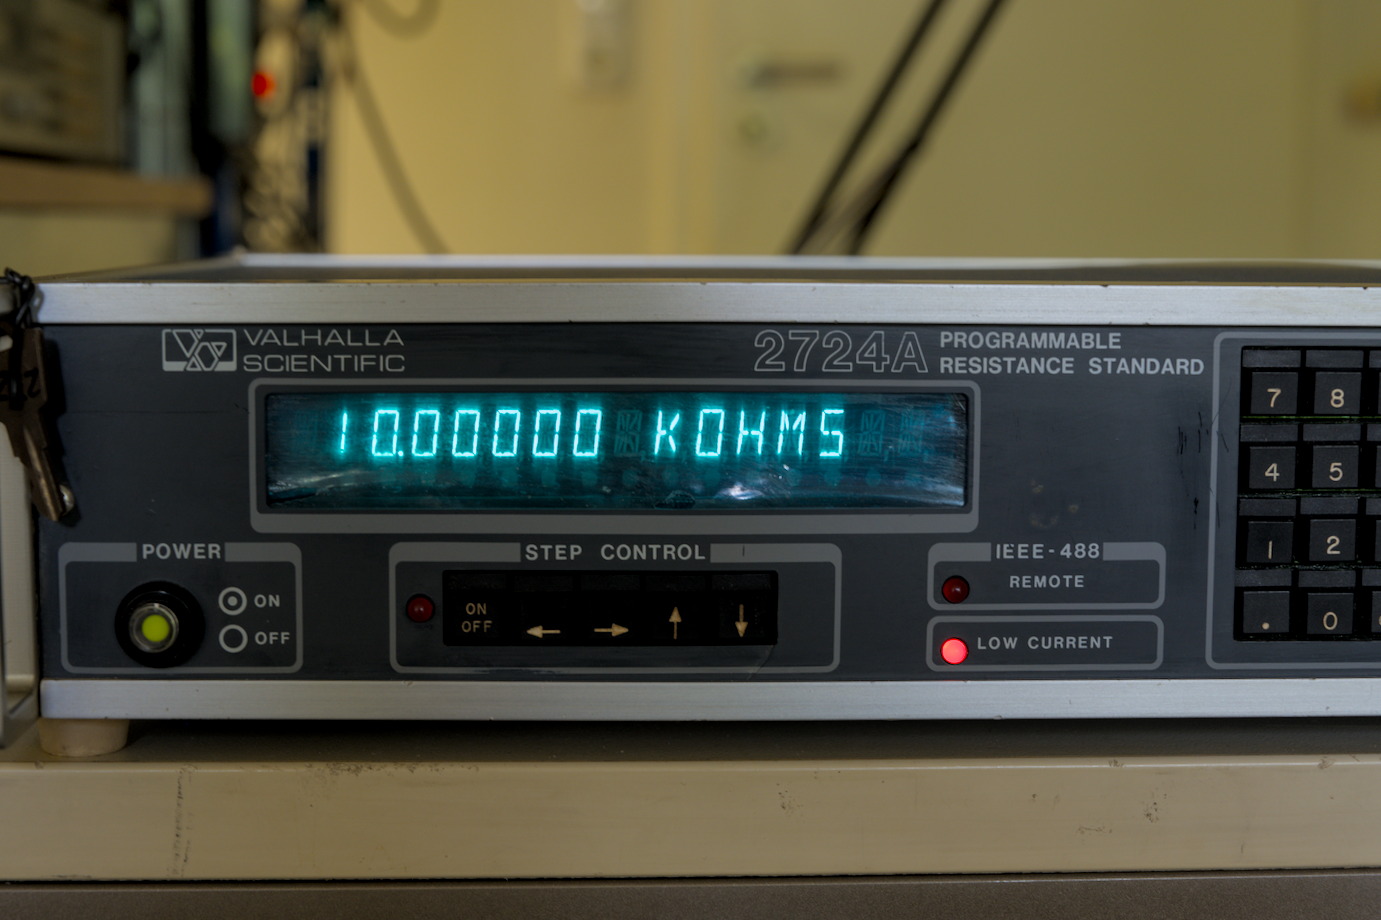 VALHALLA
SCIENTIFIC
2724A
PROGRAMMABLE
RESISTANCE STANDARD
10.00000 KOHMS
POWER
ON
OFF
STEP CONTROL
ON
OFF
← → ↑ ↓
IEEE-488
REMOTE
LOW CURRENT
7 8
4 5
1 2
. 0